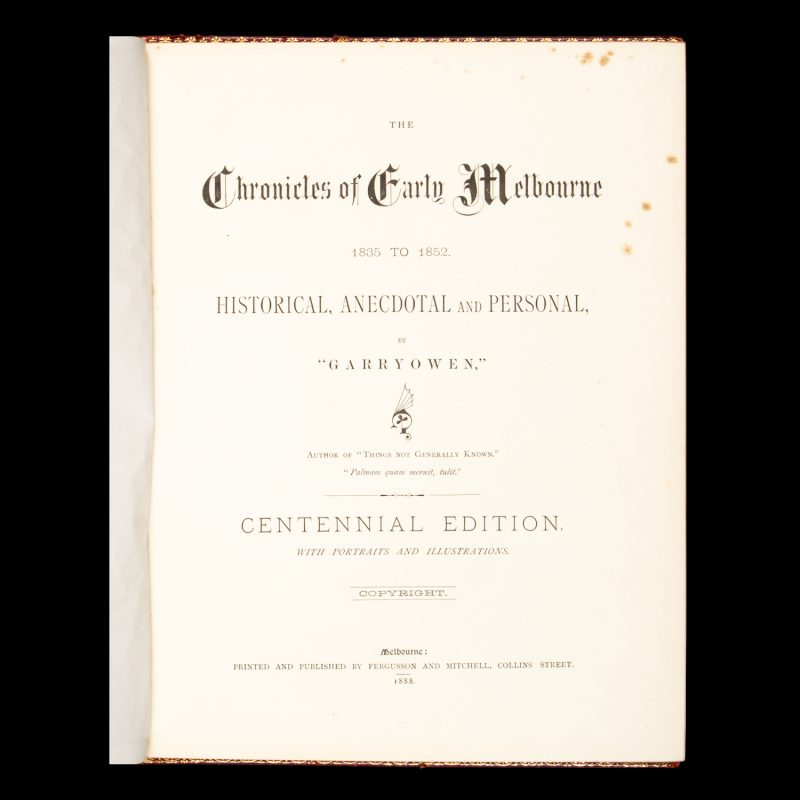 THE
Chronicles of Early Melbourne
1835 TO 1852,
HISTORICAL, ANECDOTAL AND PERSONAL,
BY
"GARRYOWEN,"
AUTHOR OF "THINGS NOT GENERALLY KNOWN."
"Palmam quam meruit, tulit."
CENTENNIAL EDITION,
WITH PORTRAITS AND ILLUSTRATIONS.
COPYRIGHT.
Melbourne:
PRINTED AND PUBLISHED BY FERGUSSON AND MITCHELL, COLLINS STREET.
1888.